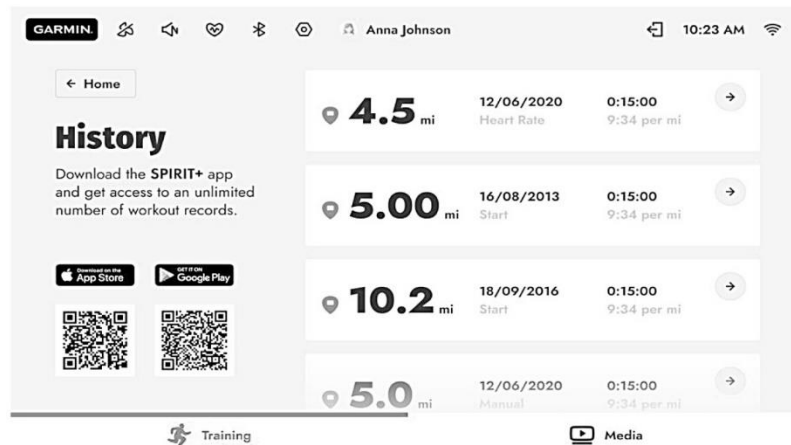 GARMIN. Anna Johnson 10:23 AM
← Home
History
Download the SPIRIT+ app
and get access to an unlimited
number of workout records.
Download on the
App Store
GET IT ON
Google Play
4.5 mi
12/06/2020
Heart Rate
0:15:00
9:34 per mi
5.00 mi
16/08/2013
Start
0:15:00
9:34 per mi
10.2 mi
18/09/2016
Start
0:15:00
9:34 per mi
5.0 mi
12/06/2020
Manual
0:15:00
9:34 per mi
Training
Media